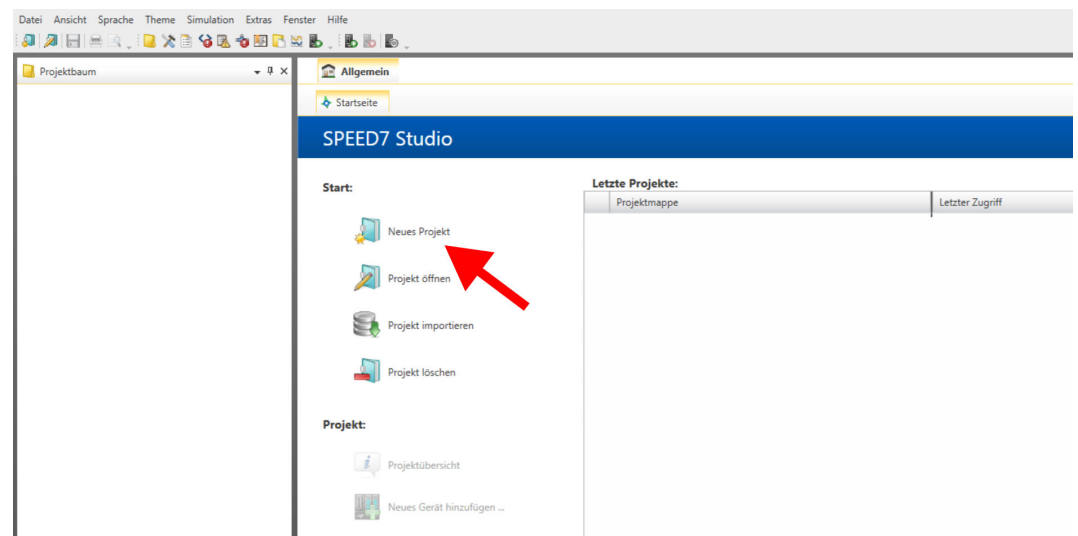 Datei Ansicht Sprache Theme Simulation Extras Fenster Hilfe
Projektbaum
Allgemein
Startseite
SPEED7 Studio
Start:
Neues Projekt
Projekt öffnen
Projekt importieren
Projekt löschen
Projekt:
Projektübersicht
Neues Gerät hinzufügen ...
Letzte Projekte:
Projektmappe Letzter Zugriff